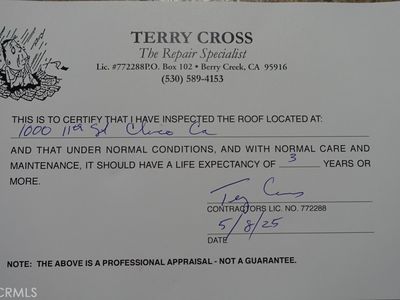 TERRY CROSS
The Repair Specialist
Lic. #772288P.O. Box 102 • Berry Creek, CA 95916
(530) 589-4153
THIS IS TO CERTIFY THAT I HAVE INSPECTED THE ROOF LOCATED AT:
1000 11th St Chico Ca
AND THAT UNDER NORMAL CONDITIONS, AND WITH NORMAL CARE AND
MAINTENANCE, IT SHOULD HAVE A LIFE EXPECTANCY OF 3 YEARS OR
MORE.
Terry Cross
CONTRACTORS LIC. NO. 772288
5/8/25
DATE
NOTE: THE ABOVE IS A PROFESSIONAL APPRAISAL - NOT A GUARANTEE.
CRMLS